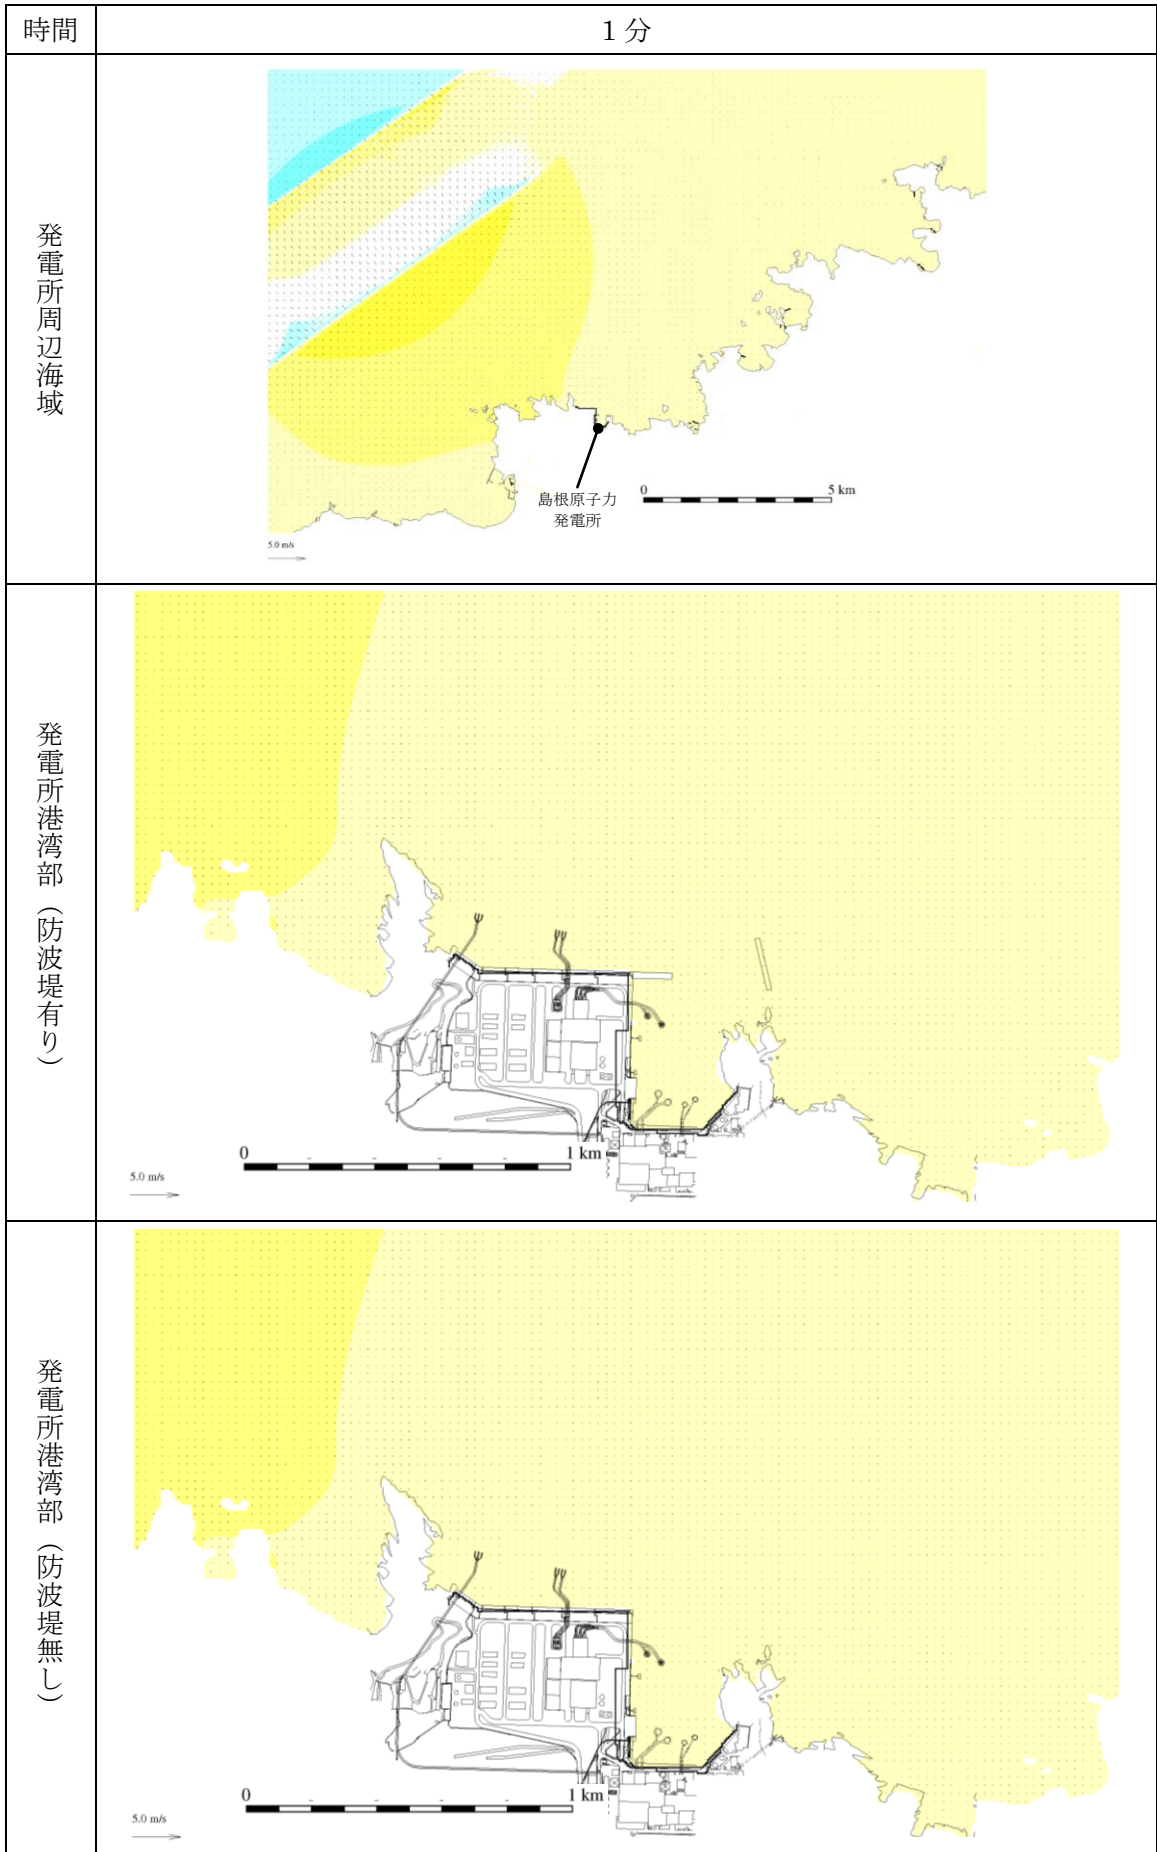 時間
１分
発電所周辺海域
島根原子力
発電所
0 5 km
5.0 m/s
発電所港湾部（防波堤有り）
0 1 km
5.0 m/s
発電所港湾部（防波堤無し）
0 1 km
5.0 m/s